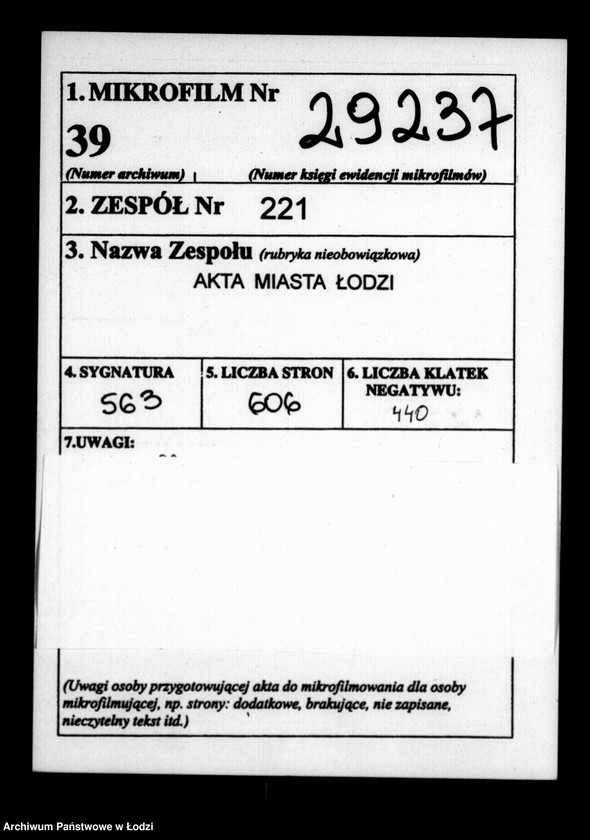 1. MIKROFILM Nr
39
29237
(Numer archiwum) (Numer księgi ewidencji mikrofilmów)
2. ZESPÓŁ Nr 221
3. Nazwa Zespołu (rubryka nieobowiązkowa)
AKTA MIASTA ŁODZI
4. SYGNATURA
563
5. LICZBA STRON
606
6. LICZBA KLATEK
NEGATYWU:
440
7.UWAGI:
(Uwagi osoby przygotowującej akta do mikrofilmowania dla osoby
mikrofilmującej, np. strony: dodatkowe, brakujące, nie zapisane,
nieczytelny tekst itd.)
Archiwum Państwowe w Łodzi